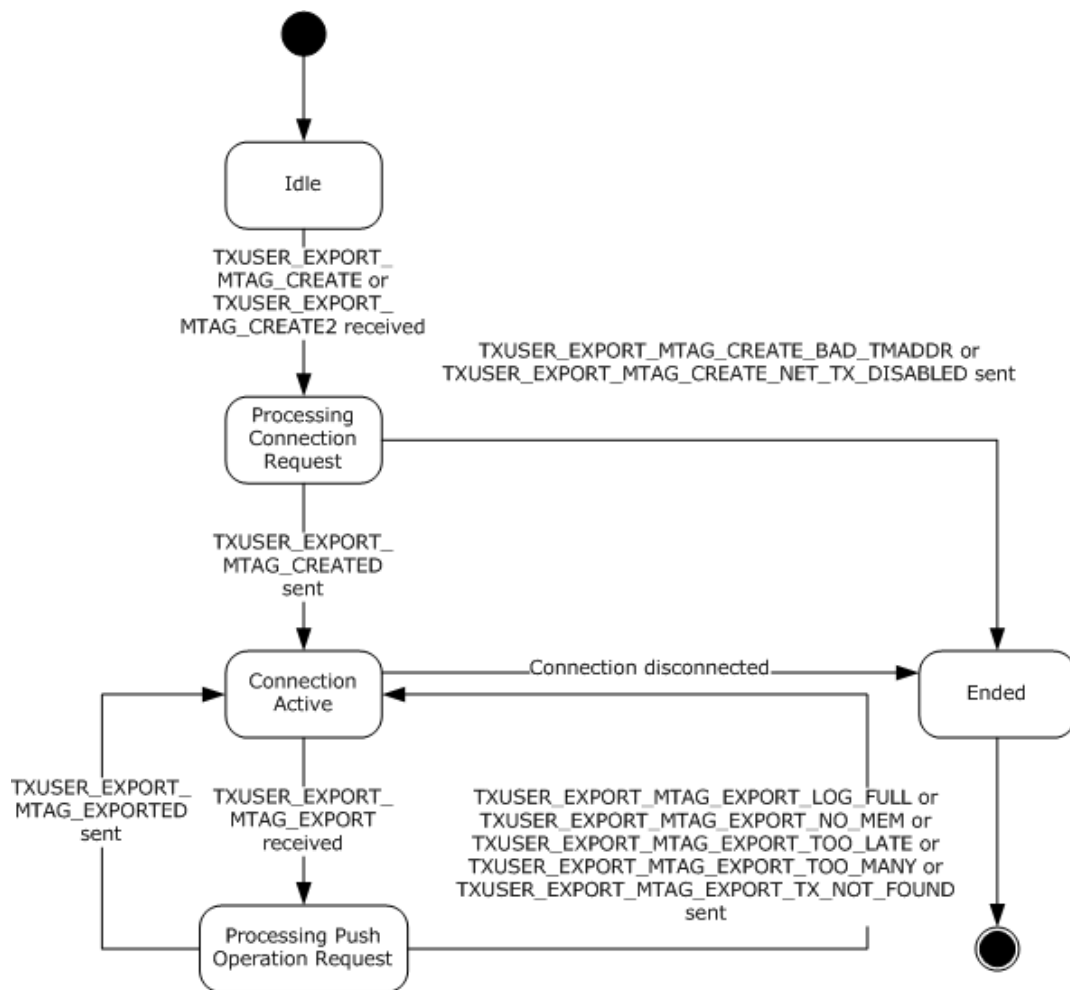 Idle
TXUSER_EXPORT_
MTAG_CREATE or
TXUSER_EXPORT_
MTAG_CREATE2 received
TXUSER_EXPORT_MTAG_CREATE_BAD_TMADDR or
TXUSER_EXPORT_MTAG_CREATE_NET_TX_DISABLED sent
Processing
Connection
Request
TXUSER_EXPORT_
MTAG_CREATED
sent
Connection
Active
Connection disconnected
Ended
TXUSER_EXPORT_
MTAG_EXPORTED
sent
TXUSER_EXPORT_
MTAG_EXPORT
received
TXUSER_EXPORT_MTAG_EXPORT_LOG_FULL or
TXUSER_EXPORT_MTAG_EXPORT_NO_MEM or
TXUSER_EXPORT_MTAG_EXPORT_TOO_LATE or
TXUSER_EXPORT_MTAG_EXPORT_TOO_MANY or
TXUSER_EXPORT_MTAG_EXPORT_TX_NOT_FOUND
sent
Processing Push
Operation Request